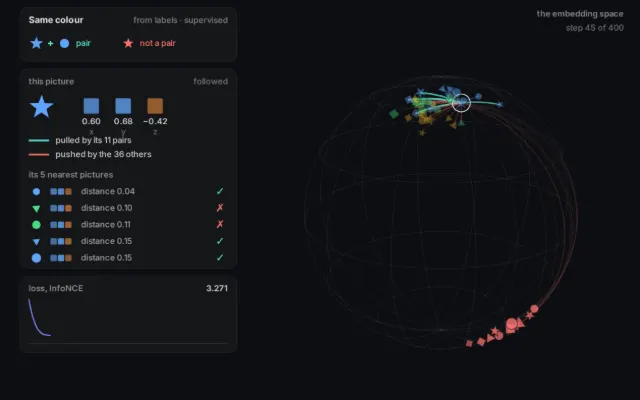 Same colour from labels · supervised
+ pair not a pair
this picture followed
0.60 0.68 −0.42
x y z
pulled by its 11 pairs
pushed by the 36 others
its 5 nearest pictures
distance 0.04 ✓
distance 0.10 ✗
distance 0.11 ✗
distance 0.15 ✓
distance 0.15 ✓
loss, InfoNCE 3.271
the embedding space
step 45 of 400